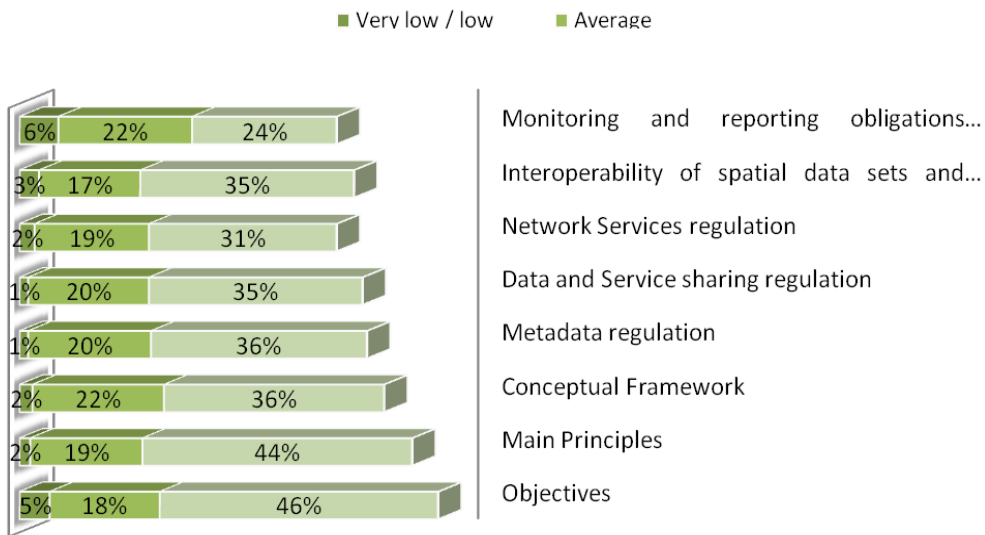 Very low / low Average
6% 22% 24% Monitoring and reporting obligations...
3% 17% 35% Interoperability of spatial data sets and...
2% 19% 31% Network Services regulation
1% 20% 35% Data and Service sharing regulation
1% 20% 36% Metadata regulation
2% 22% 36% Conceptual Framework
2% 19% 44% Main Principles
5% 18% 46% Objectives